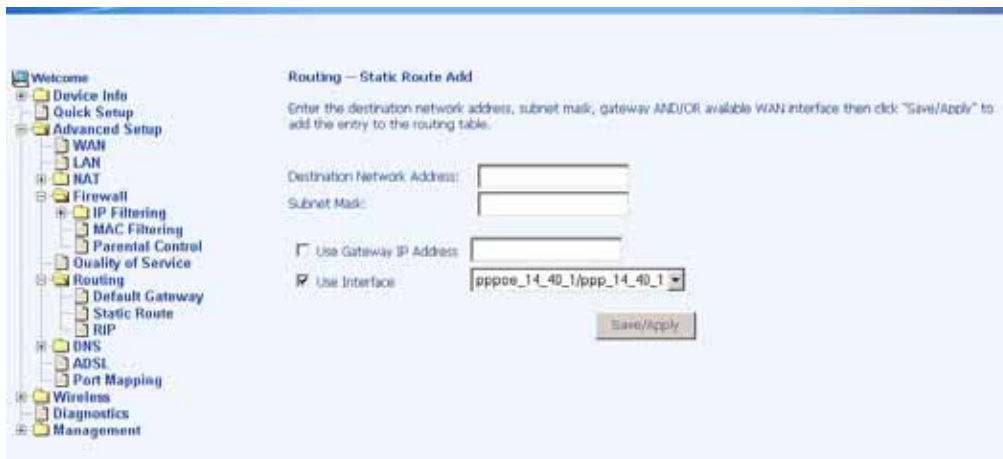 Welcome
Device Info
Quick Setup
Advanced Setup
WAN
LAN
NAT
Firewall
IP Filtering
MAC Filtering
Parental Control
Quality of Service
Routing
Default Gateway
Static Route
RIP
DNS
ADSL
Port Mapping
Wireless
Diagnostics
Management
Routing -- Static Route Add
Enter the destination network address, subnet mask, gateway AND/OR available WAN interface then click "Save/Apply" to
add the entry to the routing table.
Destination Network Address:
Subnet Mask:
Use Gateway IP Address
Use Interface pppoe_14_40_1/ppp_14_40_1
Save/Apply